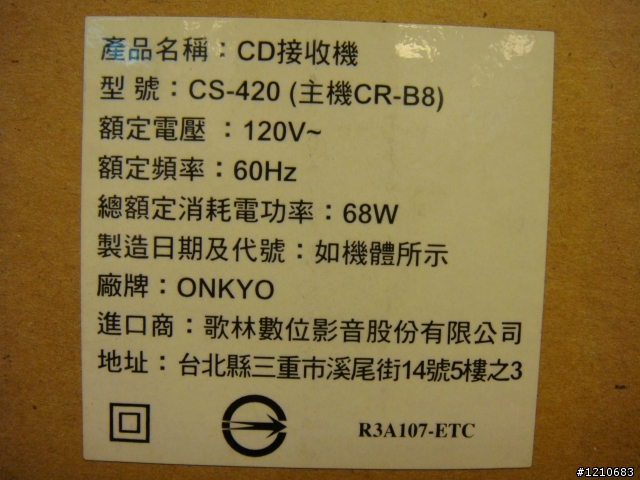 產品名稱：CD接收機
型 號：CS-420 (主機CR-B8)
額定電壓 ：120V~
額定頻率：60Hz
總額定消耗電功率：68W
製造日期及代號：如機體所示
廠牌：ONKYO
進口商：歌林數位影音股份有限公司
地址：台北縣三重市溪尾街14號5樓之3
R3A107-ETC
#1210683